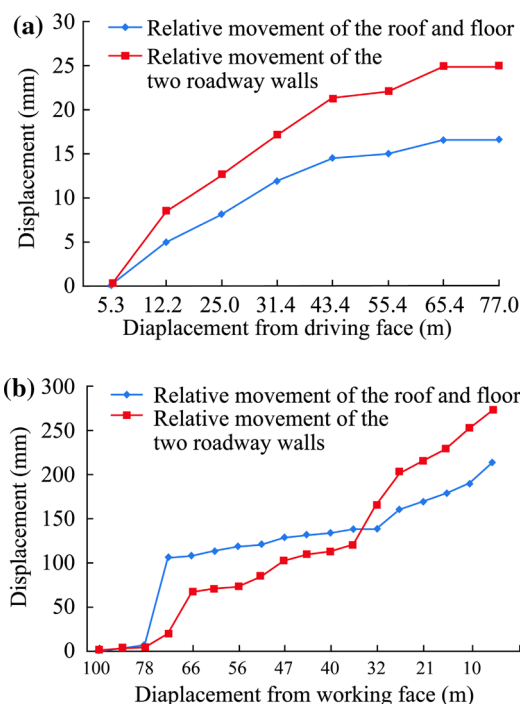 (a)
Relative movement of the roof and floor
Relative movement of the
two roadway walls
Displacement (mm)
30
25
20
15
10
5
0
5.3 12.2 25.0 31.4 43.4 55.4 65.4 77.0
Diaplacement from driving face (m)
(b)
Relative movement of the roof and floor
Relative movement of the
two roadway walls
Displacement (mm)
300
250
200
150
100
50
0
100 78 66 56 47 40 32 21 10
Diaplacement from working face (m)